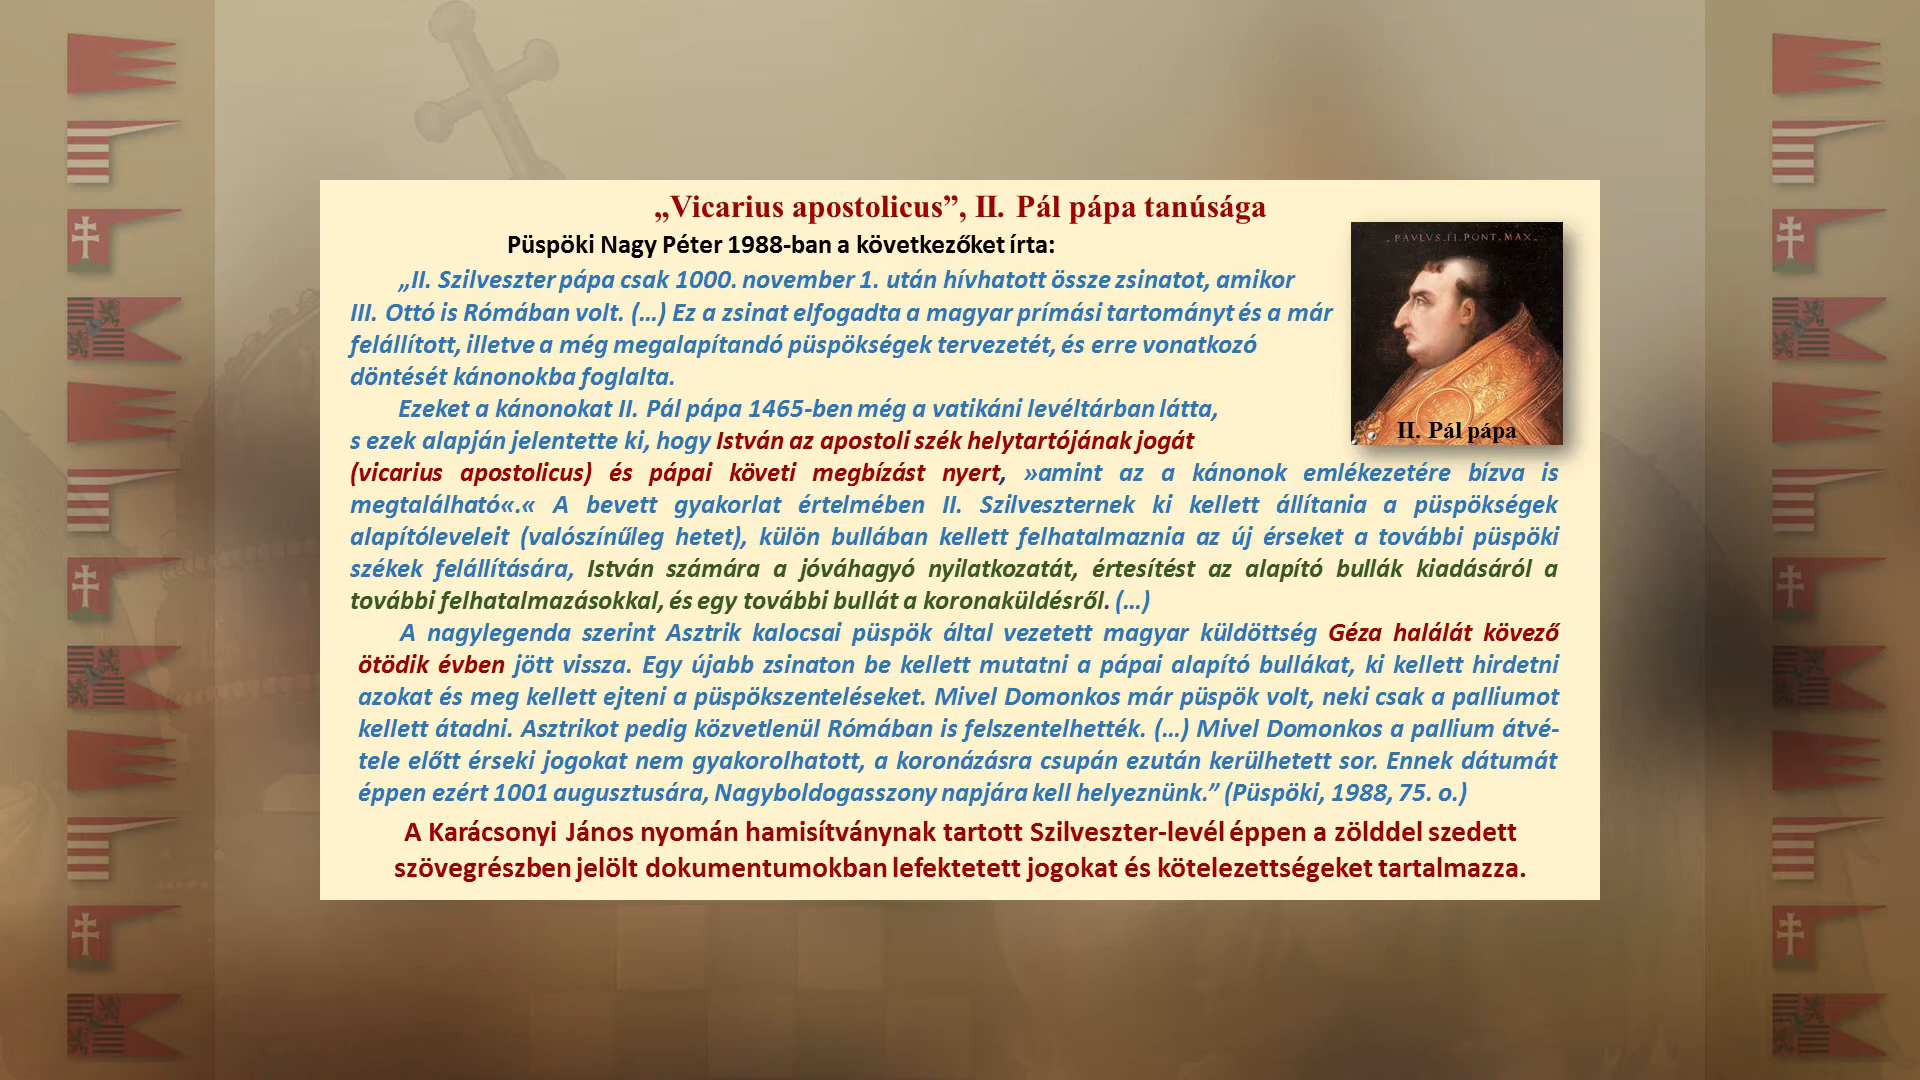 „Vicarius apostolicus”, II. Pál pápa tanúsága
Püspöki Nagy Péter 1988-ban a következőket írta:
„II. Szilveszter pápa csak 1000. november 1. után hívhatott össze zsinatot, amikor
III. Ottó is Rómában volt. (…) Ez a zsinat elfogadta a magyar prímási tartományt és a már
felállított, illetve a még megalapítandó püspökségek tervezetét, és erre vonatkozó
döntését kánonokba foglalta.
Ezeket a kánonokat II. Pál pápa 1465-ben még a vatikáni levéltárban látta,
s ezek alapján jelentette ki, hogy István az apostoli szék helytartójának jogát
(vicarius apostolicus) és pápai követi megbízást nyert, »amint az a kánonok emlékezetére bízva is
megtalálható«.« A bevett gyakorlat értelmében II. Szilveszternek ki kellett állítania a püspökségek
alapítóleveleit (valószínűleg hetet), külön bullában kellett felhatalmaznia az új érseket a további püspöki
székek felállítására, István számára a jóváhagyó nyilatkozatát, értesítést az alapító bullák kiadásáról a
további felhatalmazásokkal, és egy további bullát a koronaküldésről. (…)
A nagylegenda szerint Asztrik kalocsai püspök által vezetett magyar küldöttség Géza halálát kövező
ötödik évben jött vissza. Egy újabb zsinaton be kellett mutatni a pápai alapító bullákat, ki kellett hirdetni
azokat és meg kellett ejteni a püspökszenteléseket. Mivel Domonkos már püspök volt, neki csak a palliumot
kellett átadni. Asztrikot pedig közvetlenül Rómában is felszentelhették. (…) Mivel Domonkos a pallium átvé-
tele előtt érseki jogokat nem gyakorolhatott, a koronázásra csupán ezután kerülhetett sor. Ennek dátumát
éppen ezért 1001 augusztusára, Nagyboldogasszony napjára kell helyeznünk.” (Püspöki, 1988, 75. o.)
A Karácsonyi János nyomán hamisítványnak tartott Szilveszter-levél éppen a zölddel szedett
szövegrészben jelölt dokumentumokban lefektetett jogokat és kötelezettségeket tartalmazza.
PAVLVS·II·PONT·MAX·
II. Pál pápa